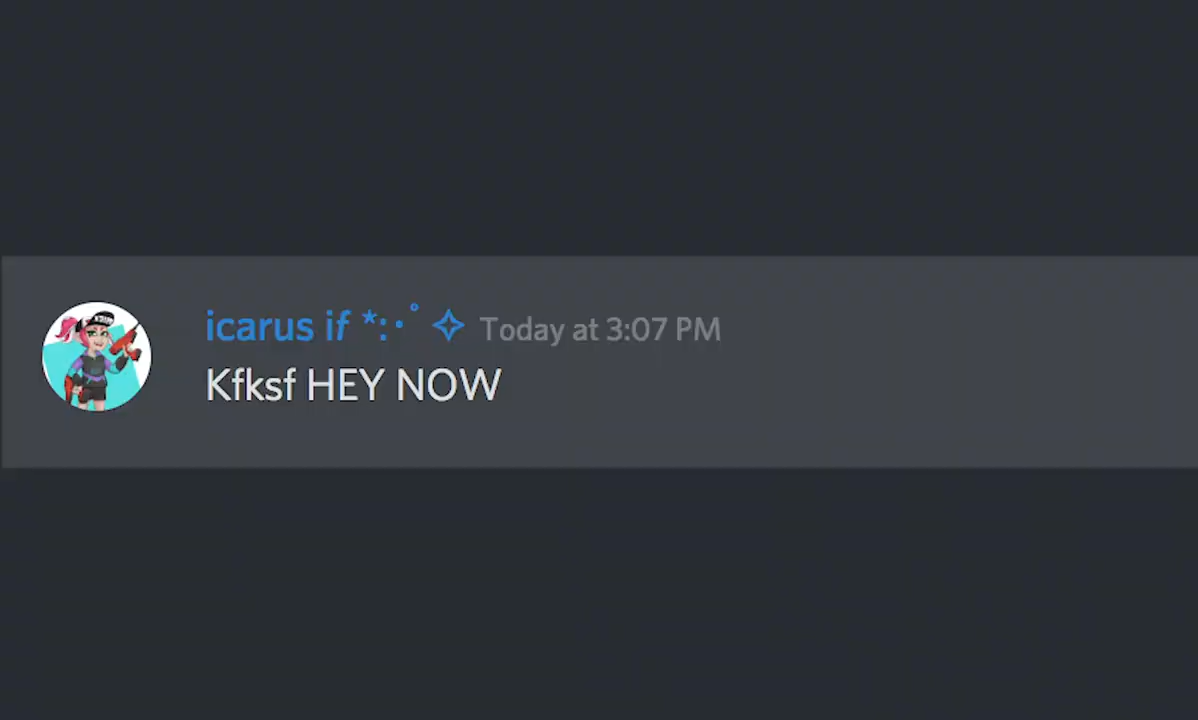 icarus if *:･ﾟ✧ Today at 3:07 PM
Kfksf HEY NOW